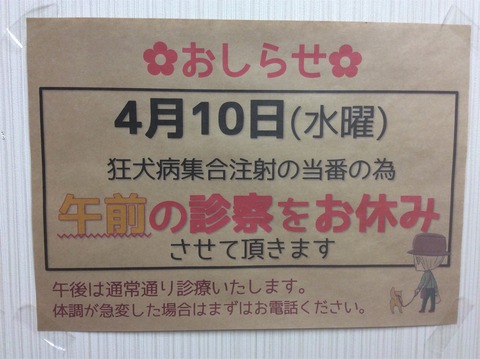 ✿おしらせ✿
4月10日(水曜)
狂犬病集合注射の当番の為
午前の診察をお休み
させて頂きます
午後は通常通り診療いたします。
体調が急変した場合はまずはお電話ください。